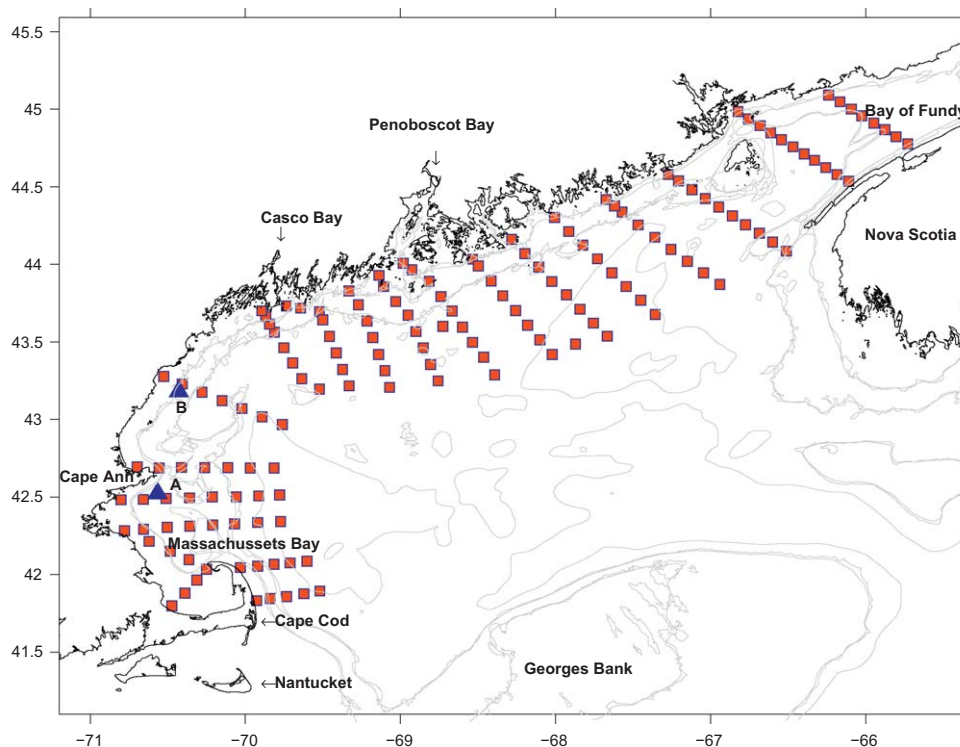 45.5
45
Bay of Fundy
Penoboscot Bay
44.5
Casco Bay
Nova Scotia
44
43.5
B
43
Cape Ann
A
42.5
Massachussets Bay
42
Cape Cod
41.5
Georges Bank
Nantucket
−71 −70 −69 −68 −67 −66